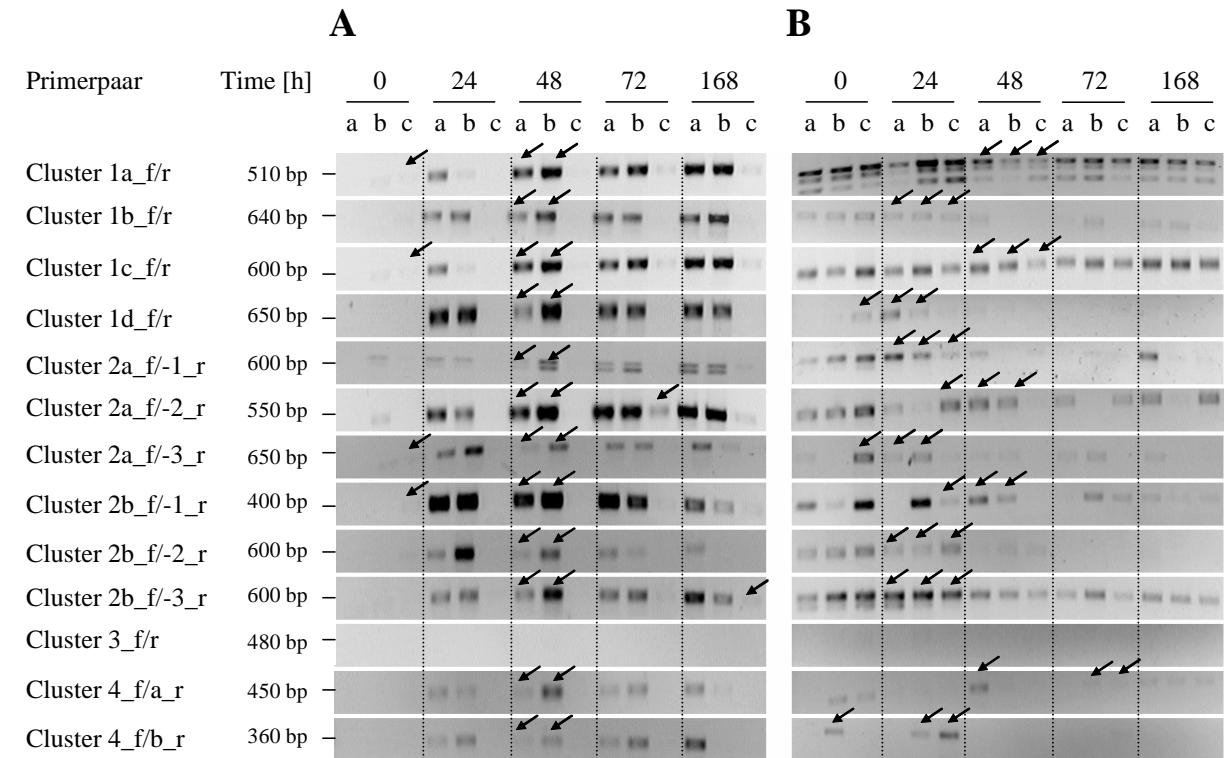 A B
Primerpaar Time [h] 0 24 48 72 168 0 24 48 72 168
a b c a b c a b c a b c a b c a b c a b c a b c a b c a b c
Cluster 1a_f/r 510 bp
Cluster 1b_f/r 640 bp
Cluster 1c_f/r 600 bp
Cluster 1d_f/r 650 bp
Cluster 2a_f/-1_r 600 bp
Cluster 2a_f/-2_r 550 bp
Cluster 2a_f/-3_r 650 bp
Cluster 2b_f/-1_r 400 bp
Cluster 2b_f/-2_r 600 bp
Cluster 2b_f/-3_r 600 bp
Cluster 3_f/r 480 bp
Cluster 4_f/a_r 450 bp
Cluster 4_f/b_r 360 bp